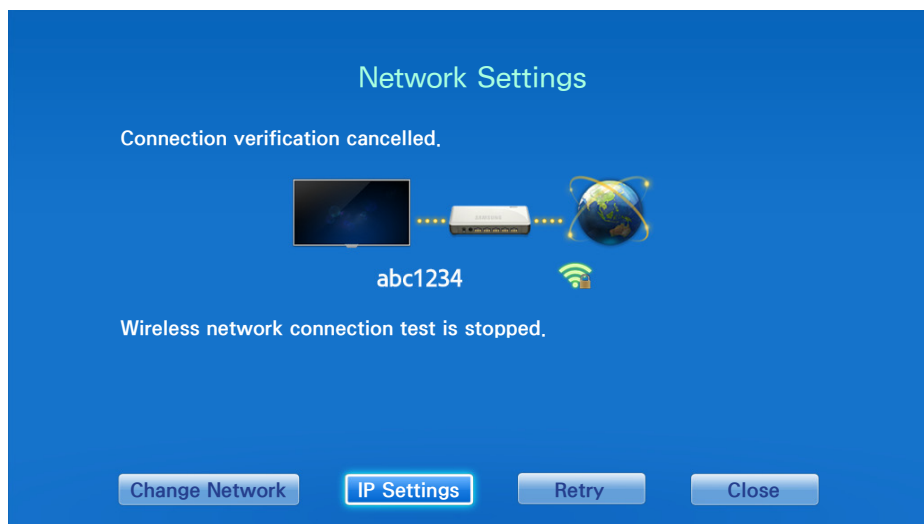 Network Settings
Connection verification cancelled.
abc1234
Wireless network connection test is stopped.
Change Network IP Settings Retry Close